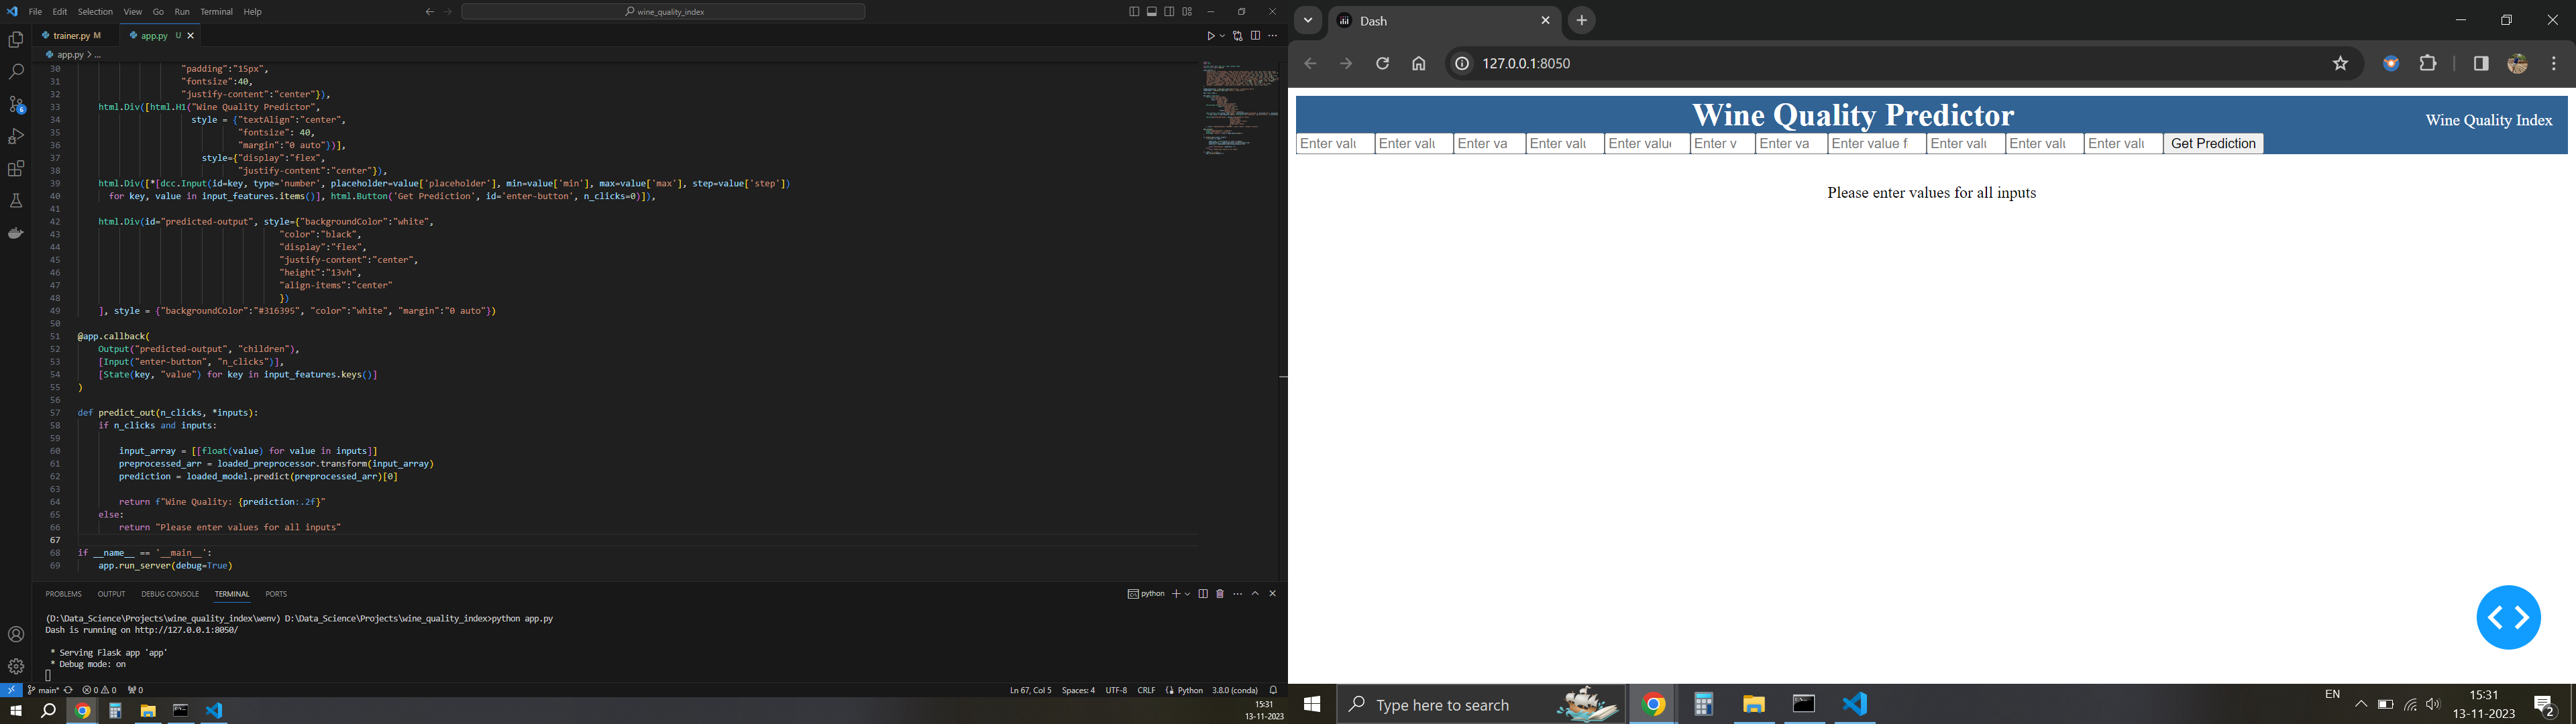 File Edit Selection View Go Run Terminal Help
wine_quality_index
trainer.py M
app.py U
app.py > ...
30 "padding":"15px",
31 "fontsize":40,
32 "justify-content":"center"}),
33 html.Div([html.H1("Wine Quality Predictor",
34 style = {"textAlign":"center",
35 "fontsize": 40,
36 "margin":"0 auto"})],
37 style={"display":"flex",
38 "justify-content":"center"}),
39 html.Div([*[dcc.Input(id=key, type='number', placeholder=value['placeholder'], min=value['min'], max=value['max'], step=value['step'])
40 for key, value in input_features.items()], html.Button('Get Prediction', id='enter-button', n_clicks=0)]),
41
42 html.Div(id="predicted-output", style={"backgroundColor":"white",
43 "color":"black",
44 "display":"flex",
45 "justify-content":"center",
46 "height":"13vh",
47 "align-items":"center"
48 })
49 ], style = {"backgroundColor":"#316395", "color":"white", "margin":"0 auto"})
50
51 @app.callback(
52 Output("predicted-output", "children"),
53 [Input("enter-button", "n_clicks")],
54 [State(key, "value") for key in input_features.keys()]
55 )
56
57 def predict_out(n_clicks, *inputs):
58 if n_clicks and inputs:
59
60 input_array = [[float(value) for value in inputs]]
61 preprocessed_arr = loaded_preprocessor.transform(input_array)
62 prediction = loaded_model.predict(preprocessed_arr)[0]
63
64 return f"Wine Quality: {prediction:.2f}"
65 else:
66 return "Please enter values for all inputs"
67
68 if __name__ == '__main__':
69 app.run_server(debug=True)
PROBLEMS OUTPUT DEBUG CONSOLE TERMINAL PORTS
python
(D:\Data_Science\Projects\wine_quality_index\wenv) D:\Data_Science\Projects\wine_quality_index>python app.py
Dash is running on http://127.0.0.1:8050/
* Serving Flask app 'app'
* Debug mode: on
main* 0 0 0
Ln 67, Col 5 Spaces: 4 UTF-8 CRLF Python 3.8.0 (conda)
15:31
13-11-2023
Dash
127.0.0.1:8050
Wine Quality Predictor
Wine Quality Index
Enter valu Enter valu Enter va Enter valu Enter value Enter v Enter va Enter value f Enter valu Enter valu Enter valu Get Prediction
Please enter values for all inputs
Type here to search
EN
15:31
13-11-2023
2